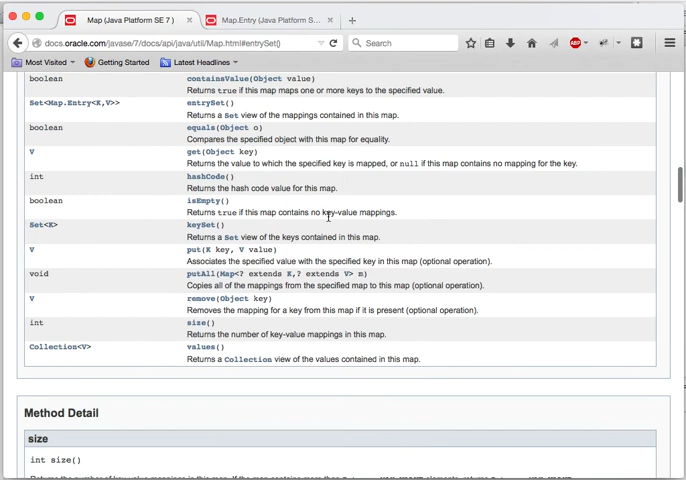 Map (Java Platform SE 7 )
Map.Entry (Java Platform S...
docs.oracle.com/javase/7/docs/api/java/util/Map.html#entrySet()
Search
ABP
Most Visited
Getting Started
Latest Headlines
boolean containsValue(Object value)
Returns true if this map maps one or more keys to the specified value.
Set<Map.Entry<K,V>> entrySet()
Returns a Set view of the mappings contained in this map.
boolean equals(Object o)
Compares the specified object with this map for equality.
V get(Object key)
Returns the value to which the specified key is mapped, or null if this map contains no mapping for the key.
int hashCode()
Returns the hash code value for this map.
boolean isEmpty()
Returns true if this map contains no key-value mappings.
Set<K> keySet()
Returns a Set view of the keys contained in this map.
V put(K key, V value)
Associates the specified value with the specified key in this map (optional operation).
void putAll(Map<? extends K,? extends V> m)
Copies all of the mappings from the specified map to this map (optional operation).
V remove(Object key)
Removes the mapping for a key from this map if it is present (optional operation).
int size()
Returns the number of key-value mappings in this map.
Collection<V> values()
Returns a Collection view of the values contained in this map.
Method Detail
size
int size()